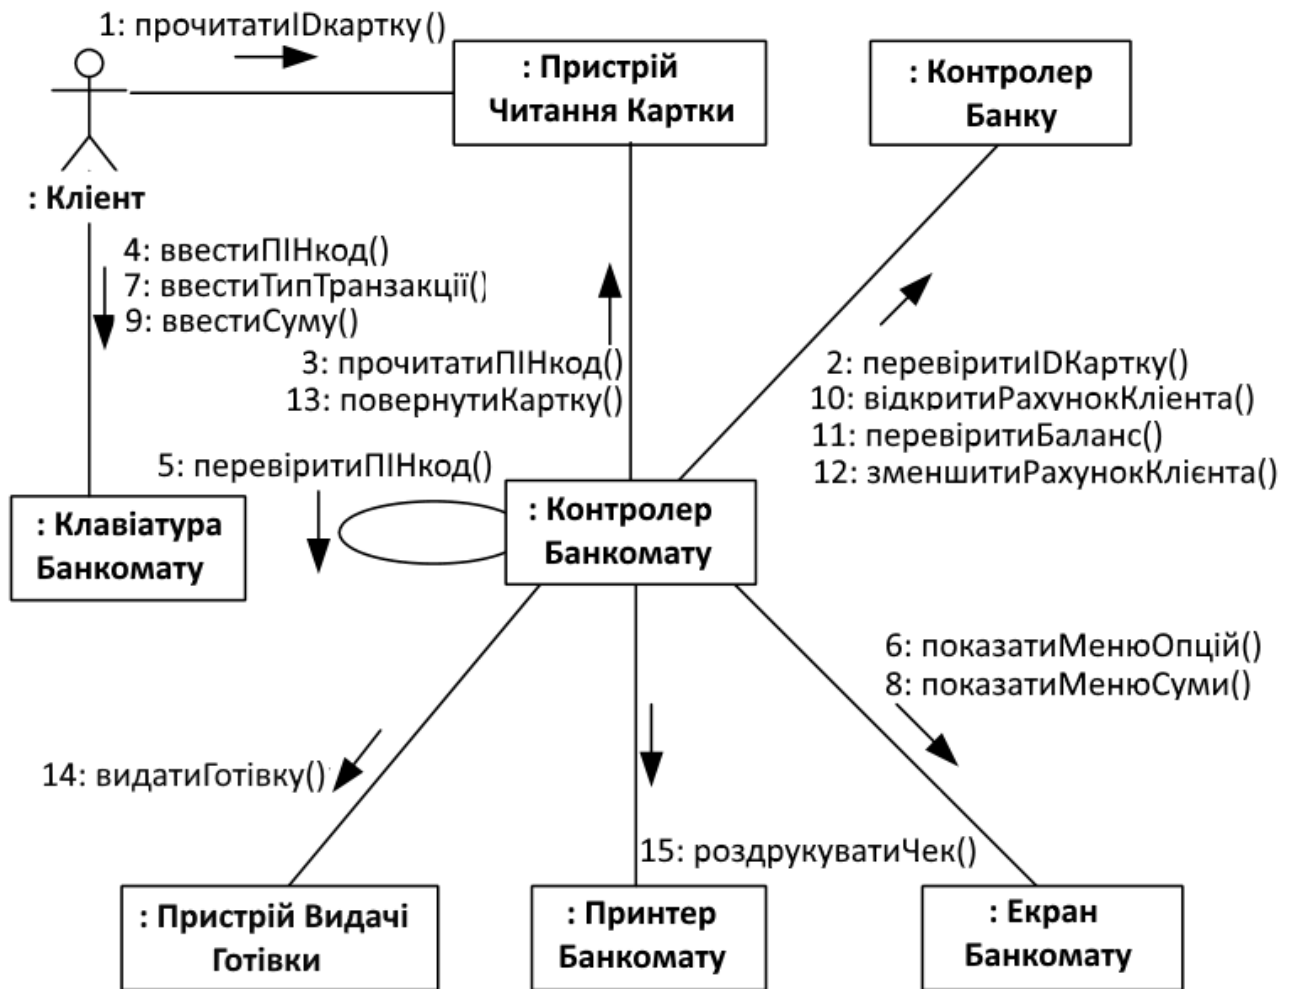 1: прочитатиIDкартку()
: Пристрій
Читання Картки
: Контролер
Банку
: Кліент
4: ввестиПІНкод()
7: ввестиТипТранзакції()
9: ввестиСуму()
3: прочитатиПІНкод()
13: повернутиКартку()
2: перевіритиIDКартку()
10: відкритиРахунокКліента()
11: перевіритиБаланс()
12: зменшитиРахунокКлієнта()
5: перевіритиПІНкод()
: Клавіатура
Банкомату
: Контролер
Банкомату
6: показатиМенюОпцій()
8: показатиМенюСуми()
14: видатиГотівку()
15: роздрукуватиЧек()
: Пристрій Видачі
Готівки
: Принтер
Банкомату
: Екран
Банкомату